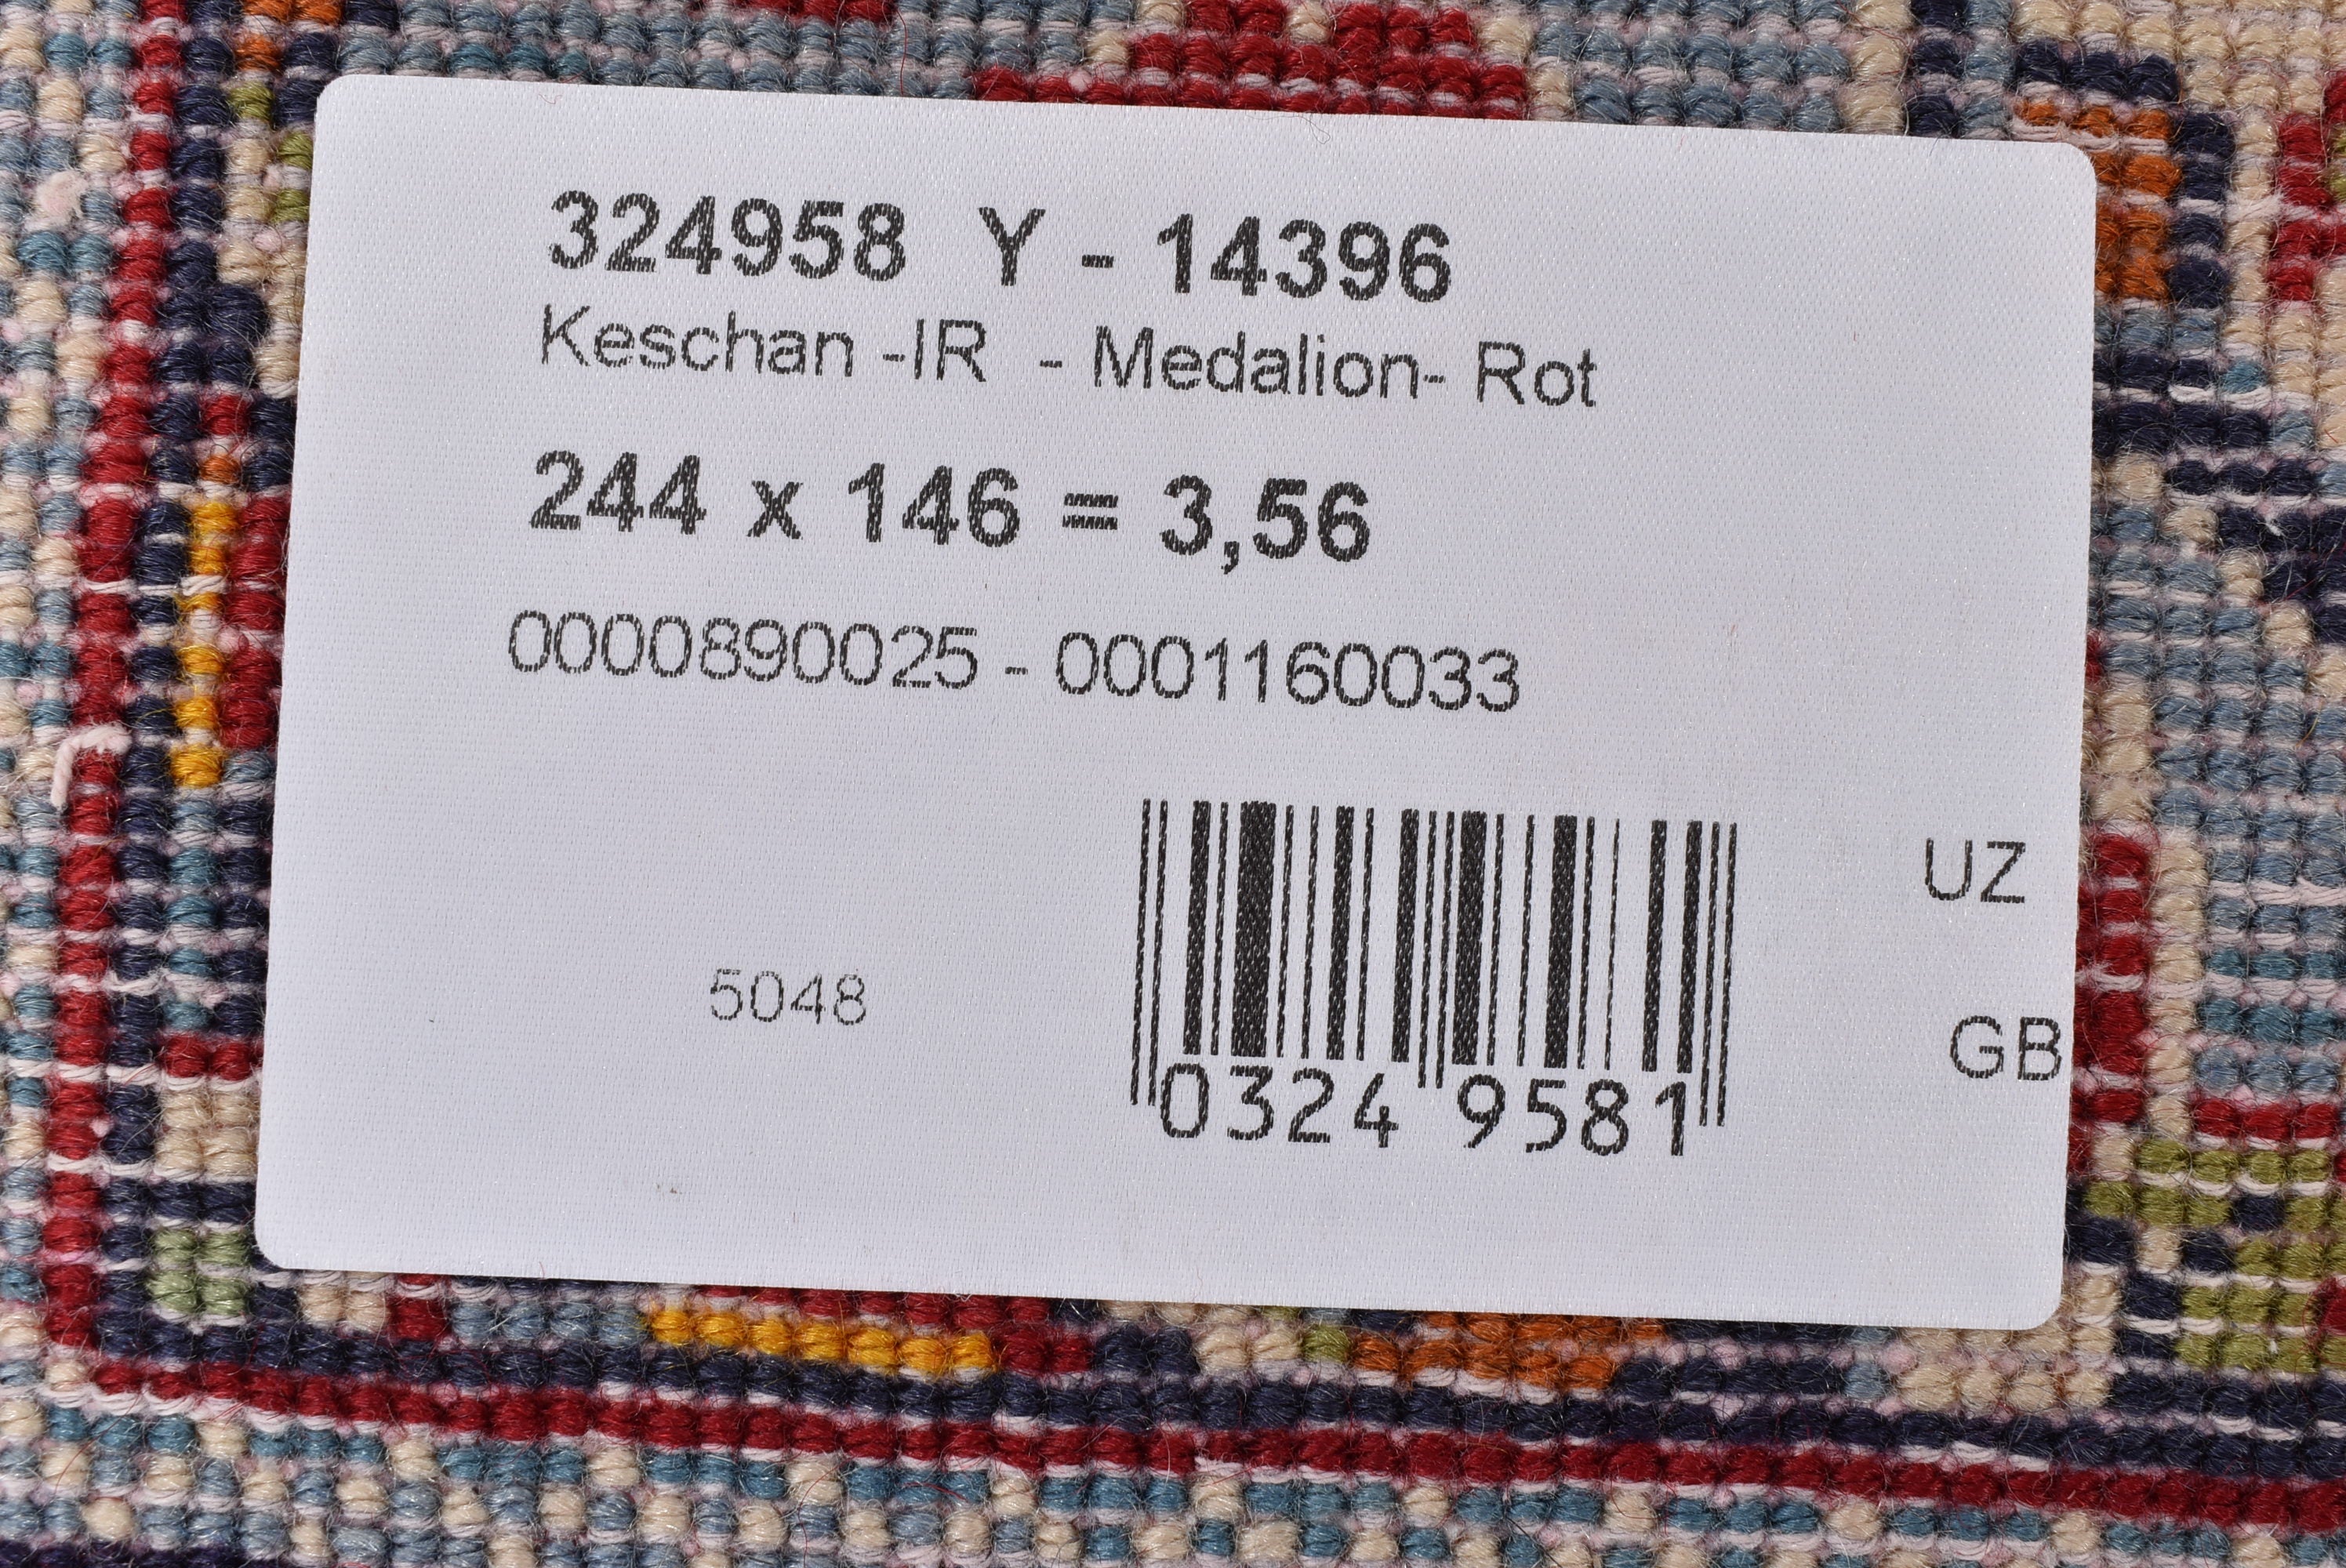 324958 Y - 14396
Keschan -IR - Medalion- Rot
244 x 146 = 3,56
0000890025 - 0001160033
UZ
5048
GB
0324 9581